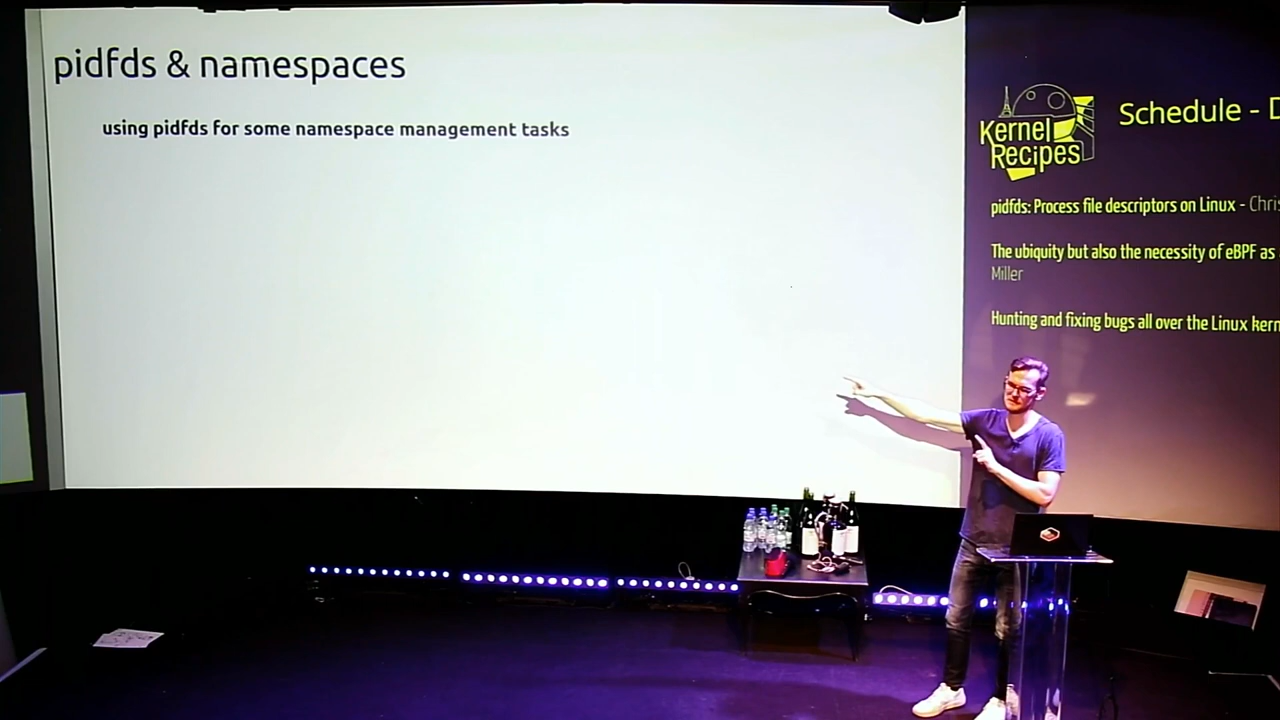 pidfds & namespaces
using pidfds for some namespace management tasks
Kernel
Recipes
Schedule -
pidfds: Process file descriptors on Linux -
The ubiquity but also the necessity of eBPF as
Miller
Hunting and fixing bugs all over the Linux